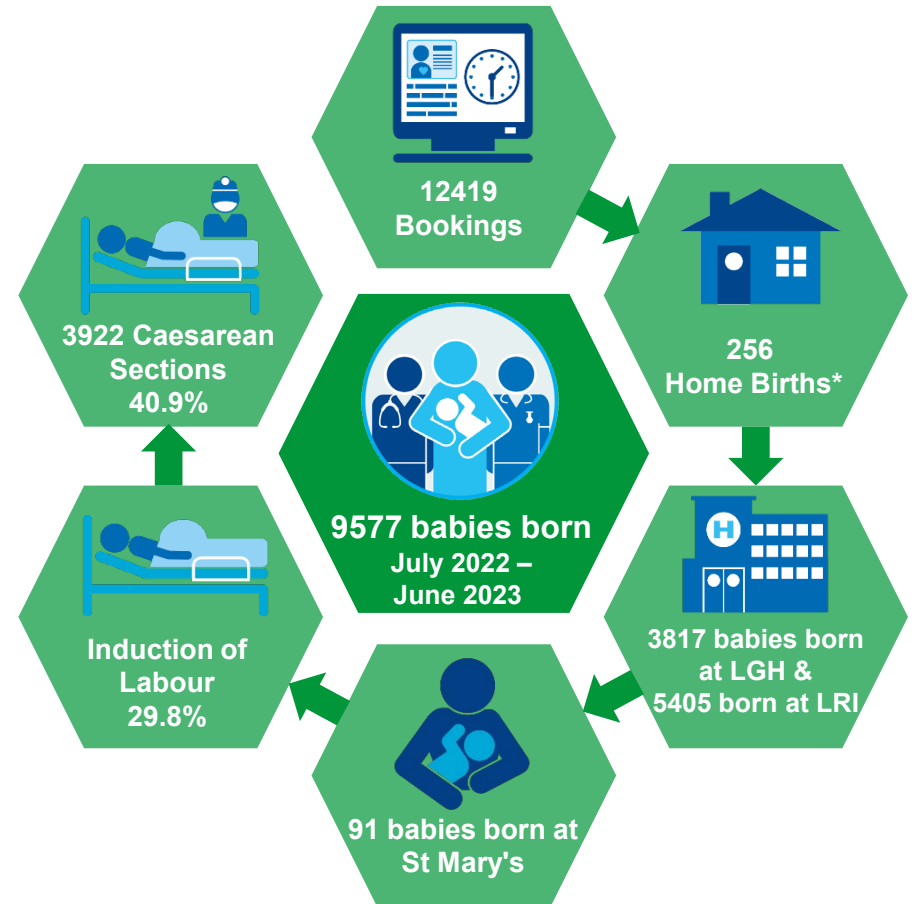 12419
Bookings
256
Home Births*
3817 babies born
at LGH &
5405 born at LRI
91 babies born at
St Mary's
Induction of
Labour
29.8%
3922 Caesarean
Sections
40.9%
9577 babies born
July 2022 –
June 2023
H